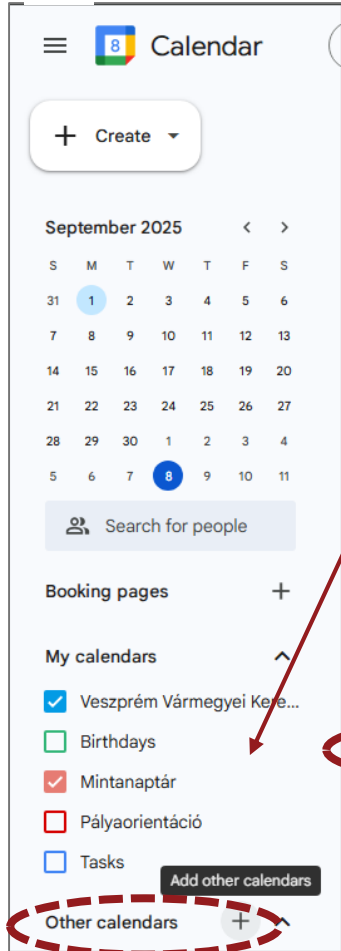 8 Calendar
Create
September 2025
S M T W T F S
31 1 2 3 4 5 6
7 8 9 10 11 12 13
14 15 16 17 18 19 20
21 22 23 24 25 26 27
28 29 30 1 2 3 4
5 6 7 8 9 10 11
Search for people
Booking pages
My calendars
Veszprém Vármegyei Kere...
Birthdays
Mintanaptár
Pályaorientáció
Tasks
Add other calendars
Other calendars